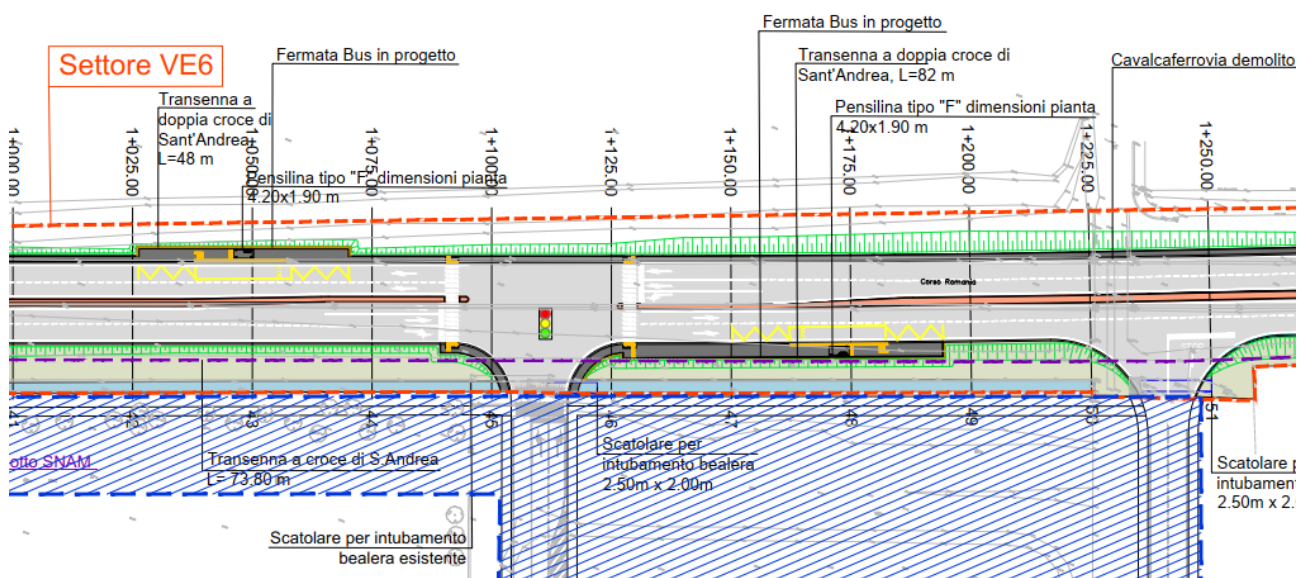 Fermata Bus in progetto
Settore VE6
Fermata Bus in progetto
Transenna a doppia croce di
Sant'Andrea, L=82 m
Cavalcaferrovia demolito
Transenna a
doppia croce di
Sant'Andrea
L=48 m
Pensilina tipo "F" dimensioni pianta
4.20x1.90 m
Pensilina tipo "F" dimensioni pianta
4.20x1.90 m
1+000.00
1+025.00
1+050.00
1+075.00
1+100.00
1+125.00
1+150.00
1+175.00
1+200.00
1+225.00
1+250.00
Corso Romania
STOP
41
42
43
44
45
46
47
48
49
50
51
otto SNAM
Transenna a croce di S.Andrea
L= 73.80 m
Scatolare per
intubamento bealera
2.50m x 2.00m
Scatolare p
intubament
2.50m x 2.
Scatolare per intubamento
bealera esistente